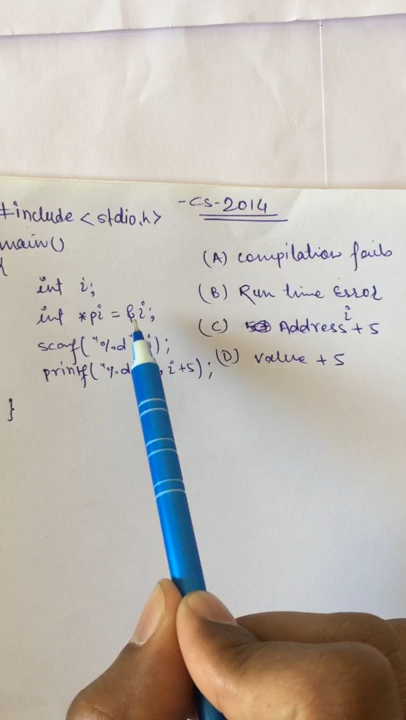 -CS-2014
#include <stdio.h>
main()
{
int i;
int *pi = &i;
scanf("%d i);
printf("%d , i+5);
}
(A) compilation fails
(B) Run time Error
(C) Address i + 5
(D) value + 5